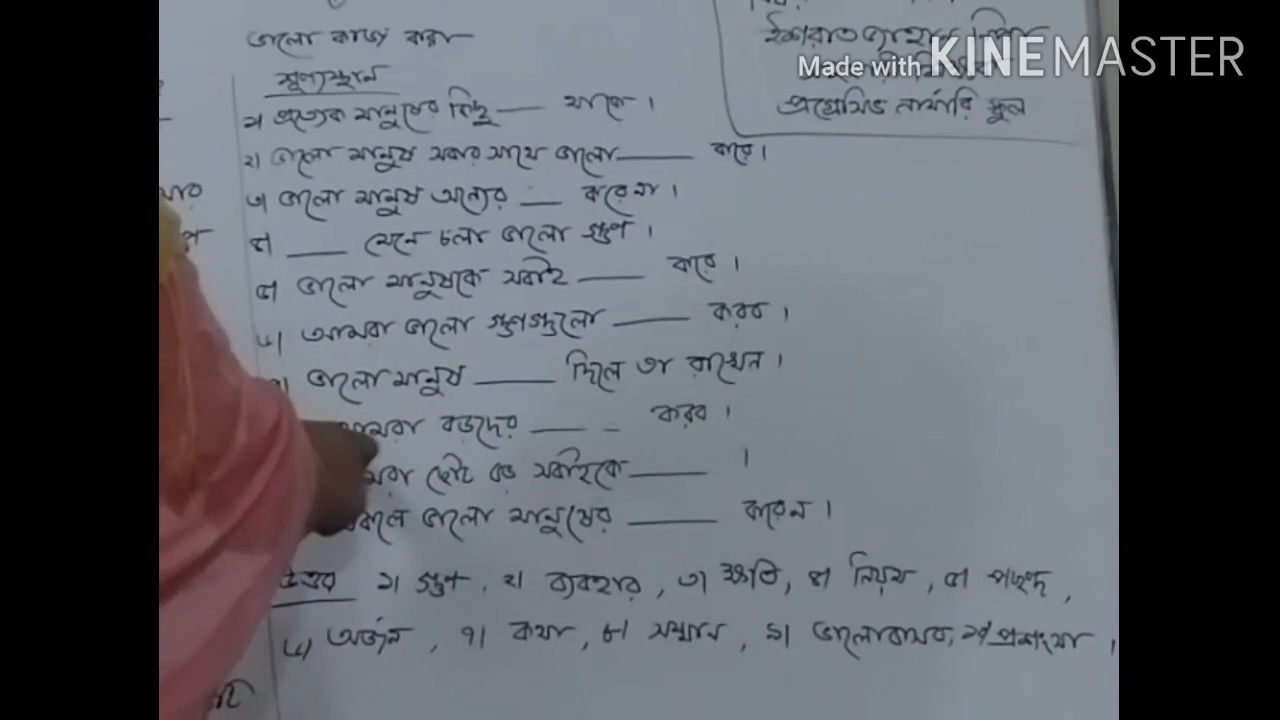 ভালো কাজ করা
শূণ্যস্থান
১। প্রত্যেক মানুষের কিছু ___ থাকে।
২। ভালো মানুষ সবার সাথে ভালো ___ করে।
৩। ভালো মানুষ অন্যের ___ করে না।
৪। ___ মেনে চলা ভালো গুণ।
৫। ভালো মানুষকে সবাই ___ করে।
৬। আমরা ভালো গুণগুলো ___ করব।
ভালো মানুষ ___ দিলে তা রাখেন।
বড়দের ___ করব।
ছোট বড় সবাইকে ___ ।
ভালো মানুষের ___ করেন।
উত্তর ১। গুণ, ২। ব্যবহার, ৩। ক্ষতি, ৪। নিয়ম, ৫। পছন্দ,
৬। অর্জন, ৭। কথা, ৮। সম্মান, ৯। ভালোবাসব, ১০। প্রশংসা।
প্রগ্রেসিভ নার্সারি স্কুল
Made with KINEMASTER